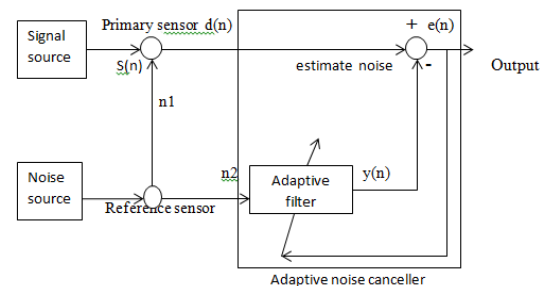 Primary sensor d(n)
+ e(n)
Signal
source
S(n)
estimate noise
-
Output
n1
Noise
source
n2
Adaptive
filter
y(n)
Reference sensor
Adaptive noise canceller